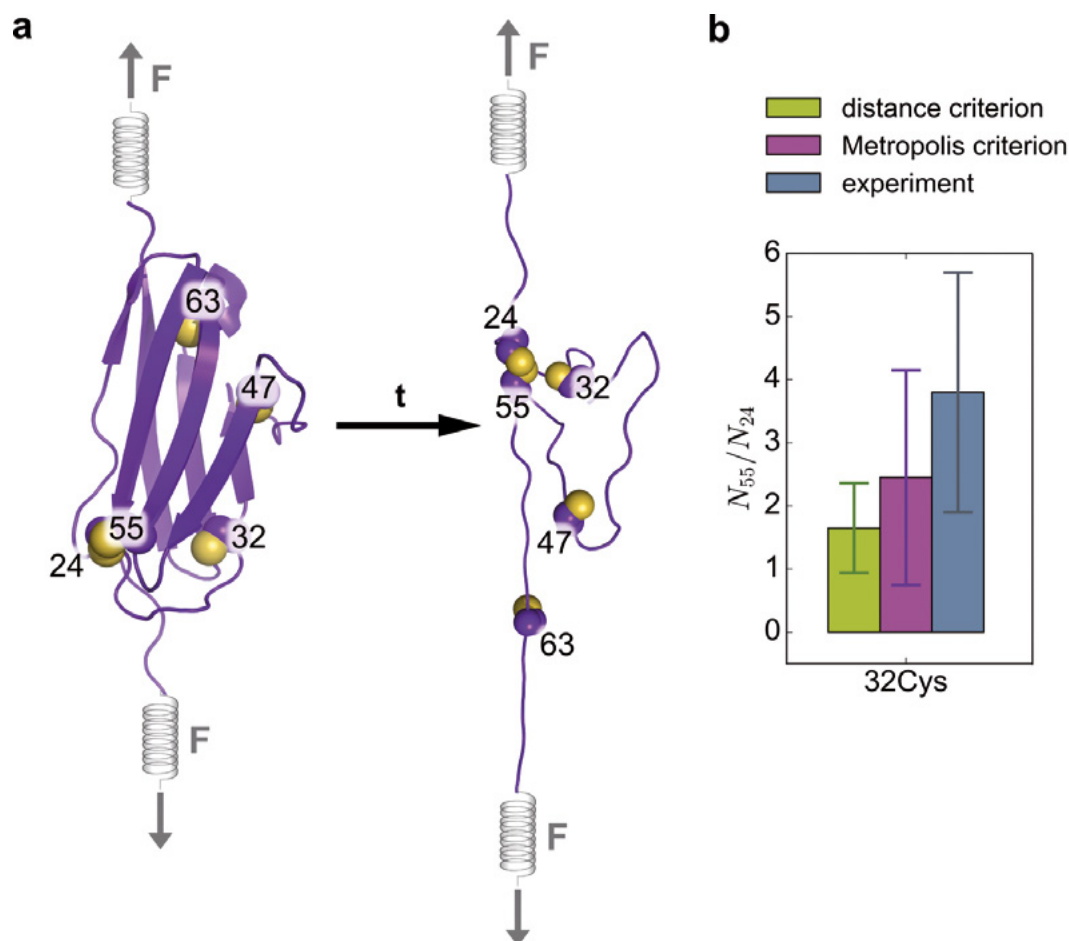 a
F
63
47
55
32
24
F
t
F
24
32
55
47
63
F
b
distance criterion
Metropolis criterion
experiment
N55/N24
6
5
4
3
2
1
0
32Cys